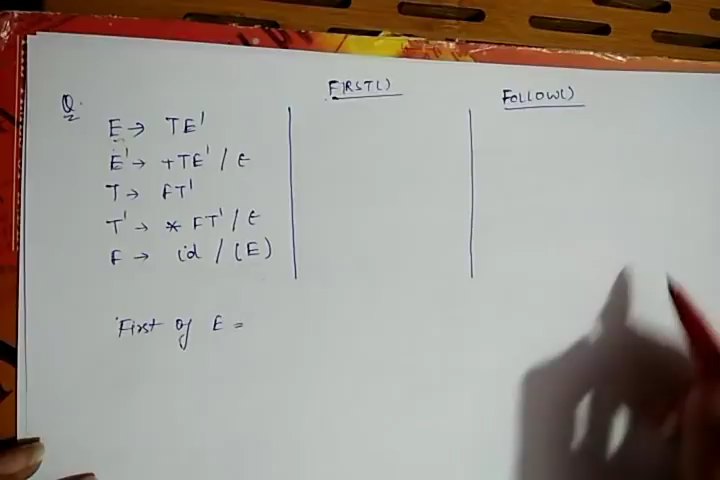 FIRST()
FOLLOW()
Q.
E → TE'
E' → +TE' / ε
T → FT'
T' → * FT' / ε
F → id / (E)
First of E =